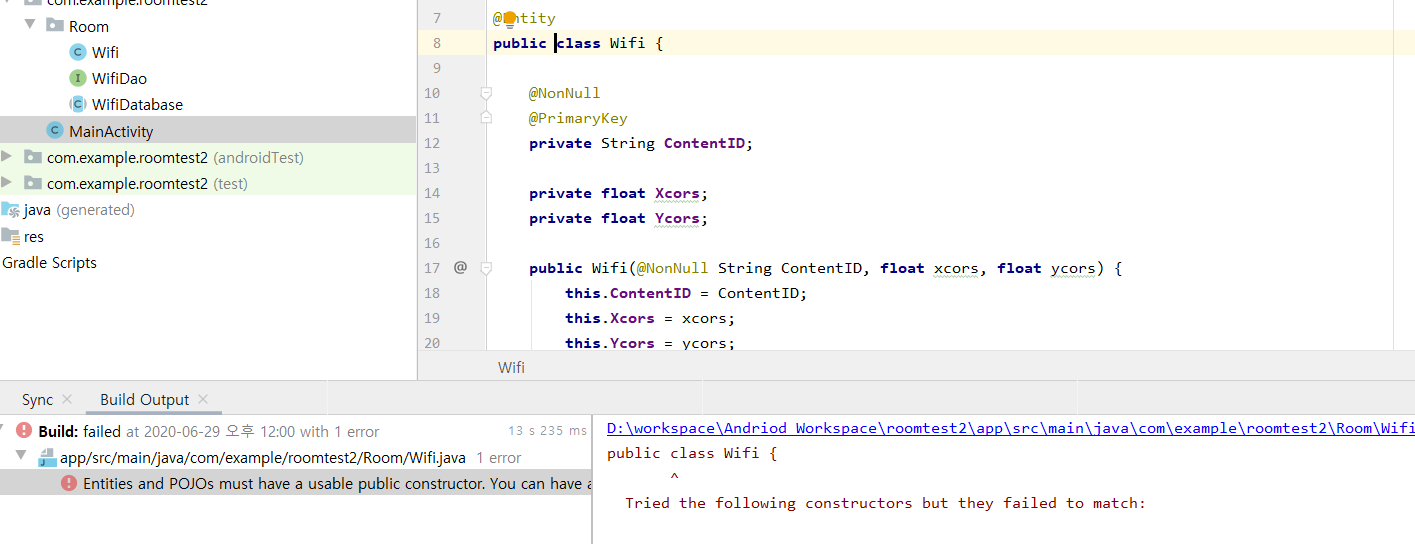 com.example.roomtest2
Room
Wifi
WifiDao
WifiDatabase
MainActivity
com.example.roomtest2 (androidTest)
com.example.roomtest2 (test)
java (generated)
res
Gradle Scripts
7 @Entity
8 public class Wifi {
9
10 @NonNull
11 @PrimaryKey
12 private String ContentID;
13
14 private float Xcors;
15 private float Ycors;
16
17 @ public Wifi(@NonNull String ContentID, float xcors, float ycors) {
18 this.ContentID = ContentID;
19 this.Xcors = xcors;
20 this.Ycors = ycors;
Wifi
Sync Build Output
Build: failed at 2020-06-29 오후 12:00 with 1 error 13 s 235 ms
app/src/main/java/com/example/roomtest2/Room/Wifi.java 1 error
Entities and POJOs must have a usable public constructor. You can have a
D:\workspace\Andriod Workspace\roomtest2\app\src\main\java\com\example\roomtest2\Room\Wifi
public class Wifi {
^
Tried the following constructors but they failed to match: